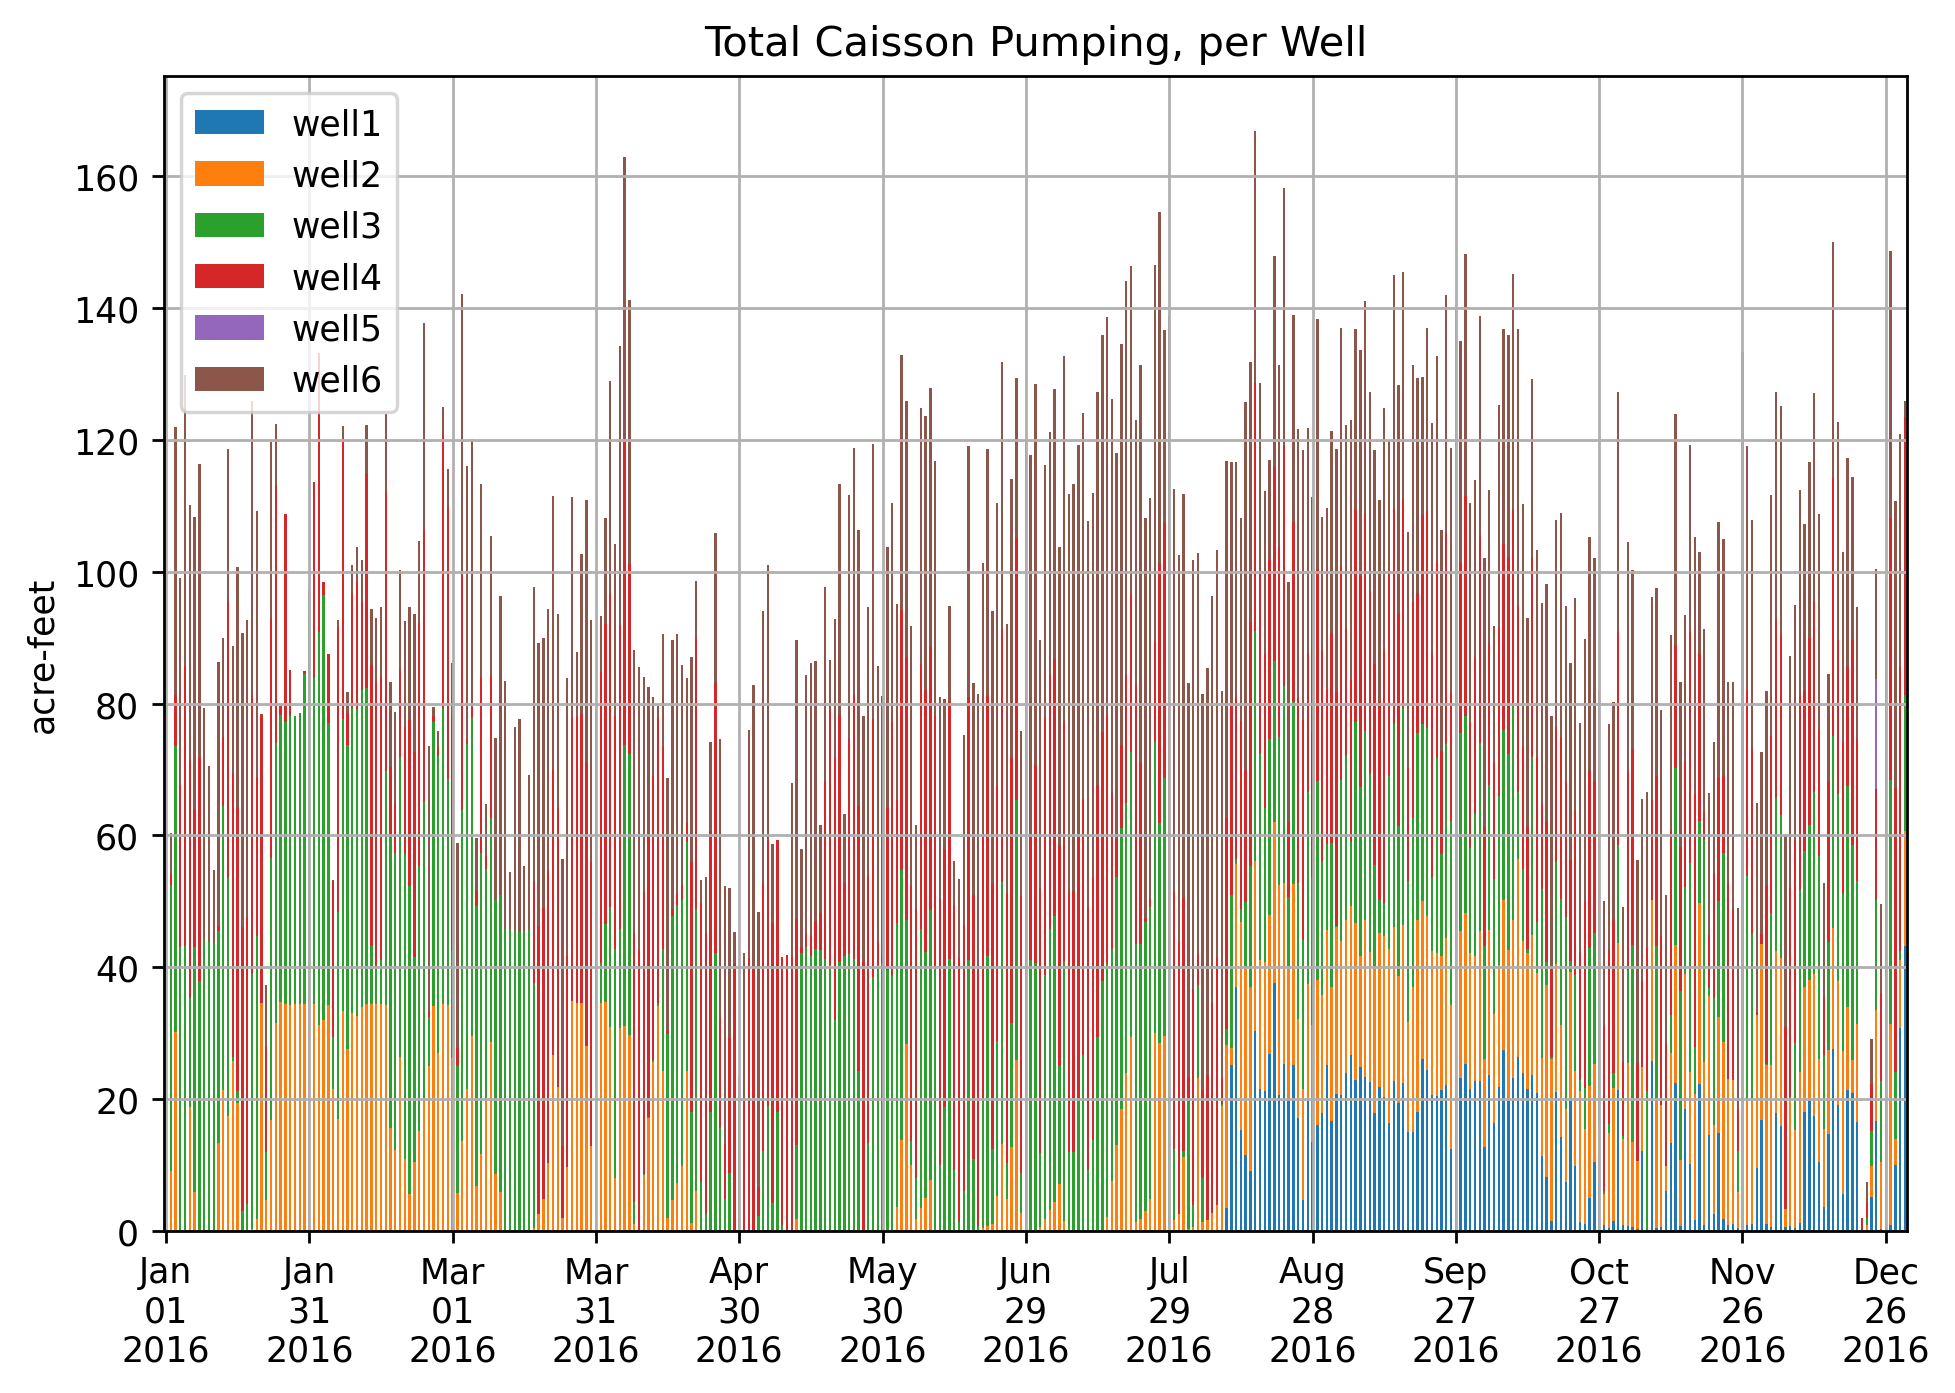 Total Caisson Pumping, per Well
well1
well2
well3
well4
well5
well6
acre-feet
160
140
120
100
80
60
40
20
0
Jan Jan Mar Mar Apr May Jun Jul Aug Sep Oct Nov Dec
01 31 01 31 30 30 29 29 28 27 27 26 26
2016 2016 2016 2016 2016 2016 2016 2016 2016 2016 2016 2016 2016